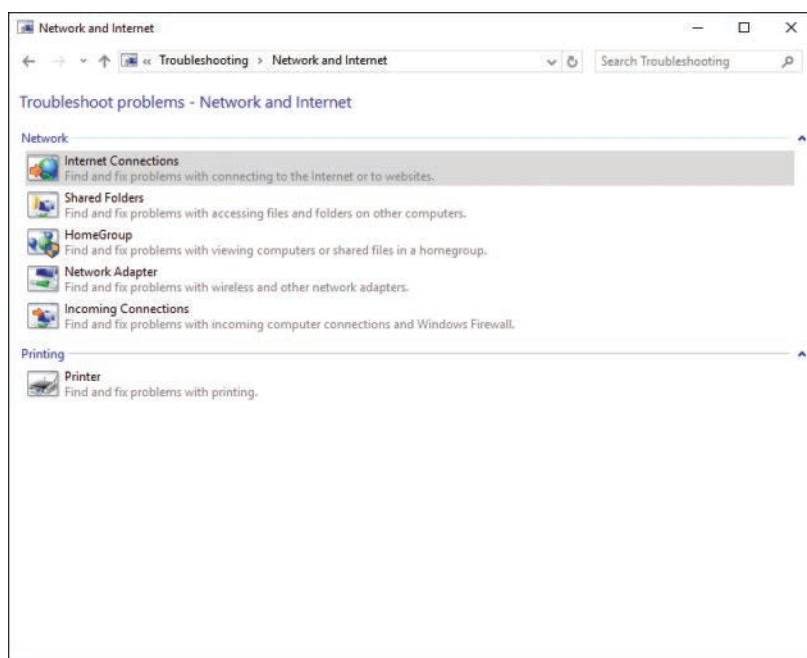 Network and Internet
« Troubleshooting > Network and Internet
Search Troubleshooting
Troubleshoot problems - Network and Internet
Network
Internet Connections
Find and fix problems with connecting to the Internet or to websites.
Shared Folders
Find and fix problems with accessing files and folders on other computers.
HomeGroup
Find and fix problems with viewing computers or shared files in a homegroup.
Network Adapter
Find and fix problems with wireless and other network adapters.
Incoming Connections
Find and fix problems with incoming computer connections and Windows Firewall.
Printing
Printer
Find and fix problems with printing.